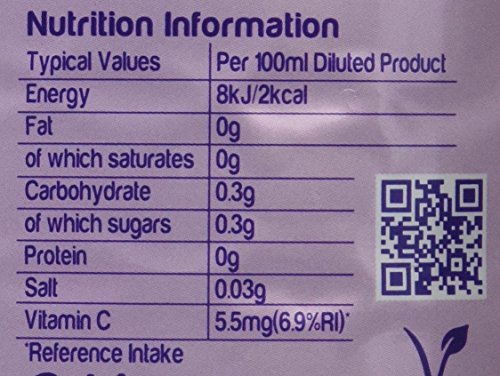 Nutrition Information
Typical Values Per 100ml Diluted Product
Energy 8kJ/2kcal
Fat 0g
of which saturates 0g
Carbohydrate 0.3g
of which sugars 0.3g
Protein 0g
Salt 0.03g
Vitamin C 5.5mg(6.9%RI)*
*Reference Intake